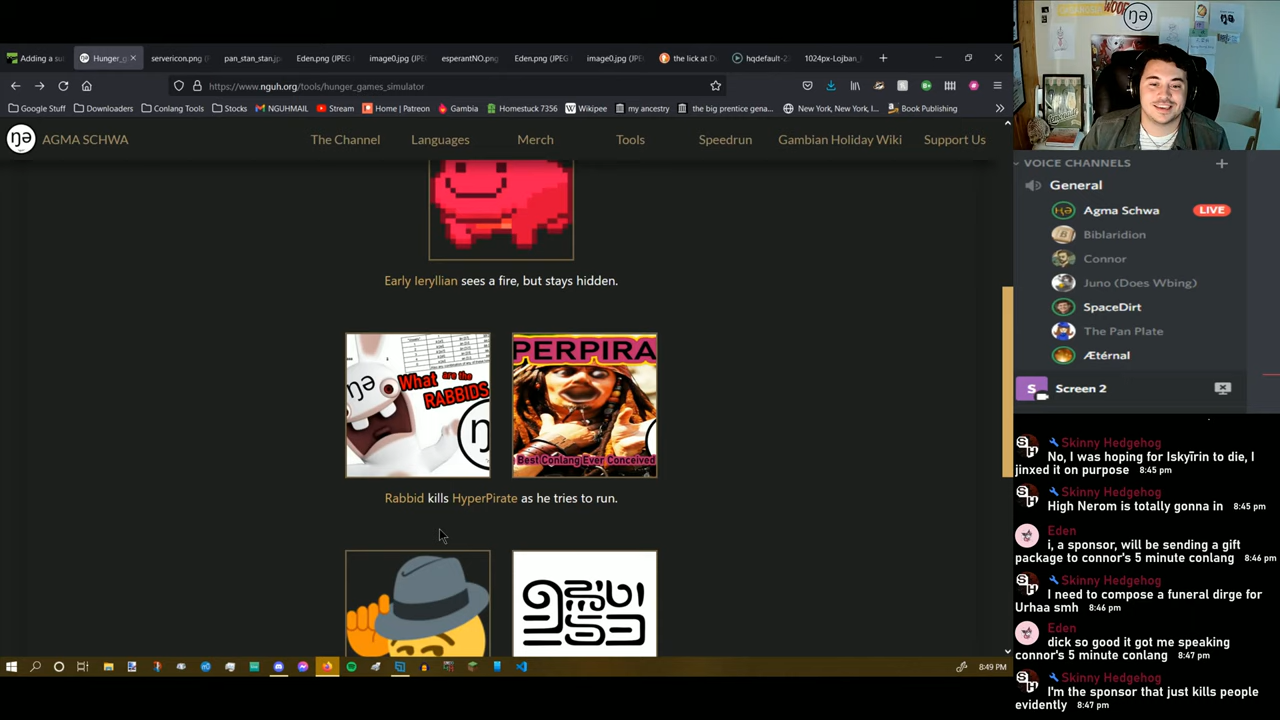 Adding a su
Hunger_g
servericon.png (
pan_stan_stan.j
Eden.png (JPEG
image0.jpg (JP
esperantNO.png
Eden.png (JPEG
image0.jpg (JP
the lick at D
hqdefault-2
1024px-Lojban_
https://www.nguh.org/tools/hunger_games_simulator
Google Stuff
Downloaders
Conlang Tools
Stocks
NGUHMAIL
Stream
Home | Patreon
Gambia
Homestuck 7356
Wikipee
my ancestry
the big prenta gena...
New York, New York, ...
Book Publishing
ŋə AGMA SCHWA
The Channel
Languages
Merch
Tools
Speedrun
Gambian Holiday Wiki
Support Us
Early Ieryllian sees a fire, but stays hidden.
ŋə
What are the
RABBIDS
PERPIRA
Best Conlang Ever Conceived
Rabbid kills HyperPirate as he tries to run.
8:49 PM
ŋə
VOICE CHANNELS
General
Agma Schwa
LIVE
Biblaridion
Connor
Juno (Does Wbing)
SpaceDirt
The Pan Plate
Ætérnal
S
Screen 2
Skinny Hedgehog
No, I was hoping for Iskyīrin to die, I
jinxed it on purpose 8:45 pm
Skinny Hedgehog
High Nerom is totally gonna in 8:45 pm
Eden
i, a sponsor, will be sending a gift
package to connor's 5 minute conlang 8:46 pm
Skinny Hedgehog
I need to compose a funeral dirge for
Urhaa smh 8:46 pm
Eden
dick so good it got me speaking
connor's 5 minute conlang 8:47 pm
Skinny Hedgehog
I'm the sponsor that just kills people
evidently 8:47 pm